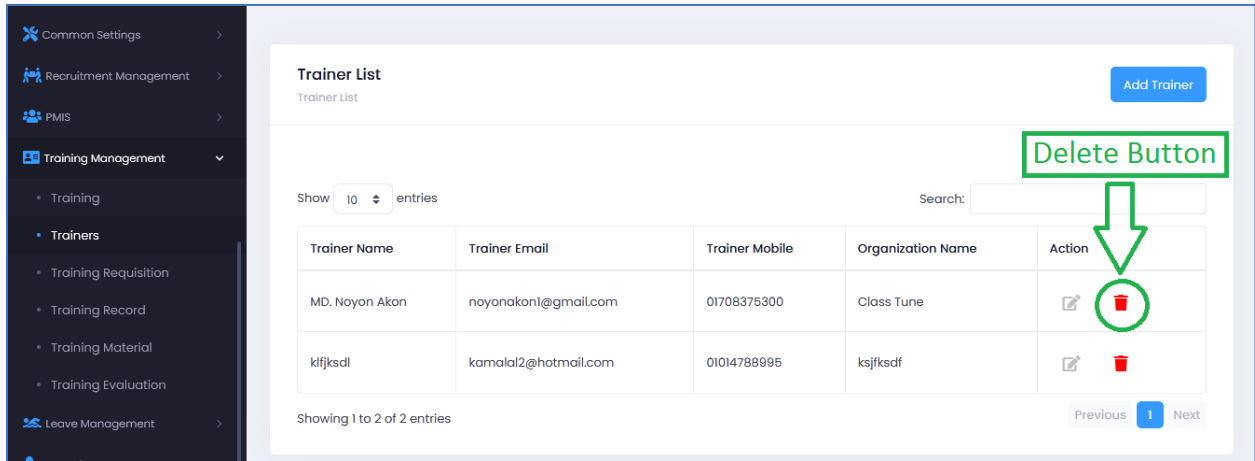 Common Settings
Recruitment Management
PMIS
Training Management
Training
Trainers
Training Requisition
Training Record
Training Material
Training Evaluation
Leave Management
Trainer List
Trainer List
Add Trainer
Delete Button
Show 10 entries
Search:
Trainer Name Trainer Email Trainer Mobile Organization Name Action
MD. Noyon Akon noyonakon1@gmail.com 01708375300 Class Tune
klfjksdl kamalal2@hotmail.com 01014788995 ksjfksdf
Showing 1 to 2 of 2 entries
Previous 1 Next